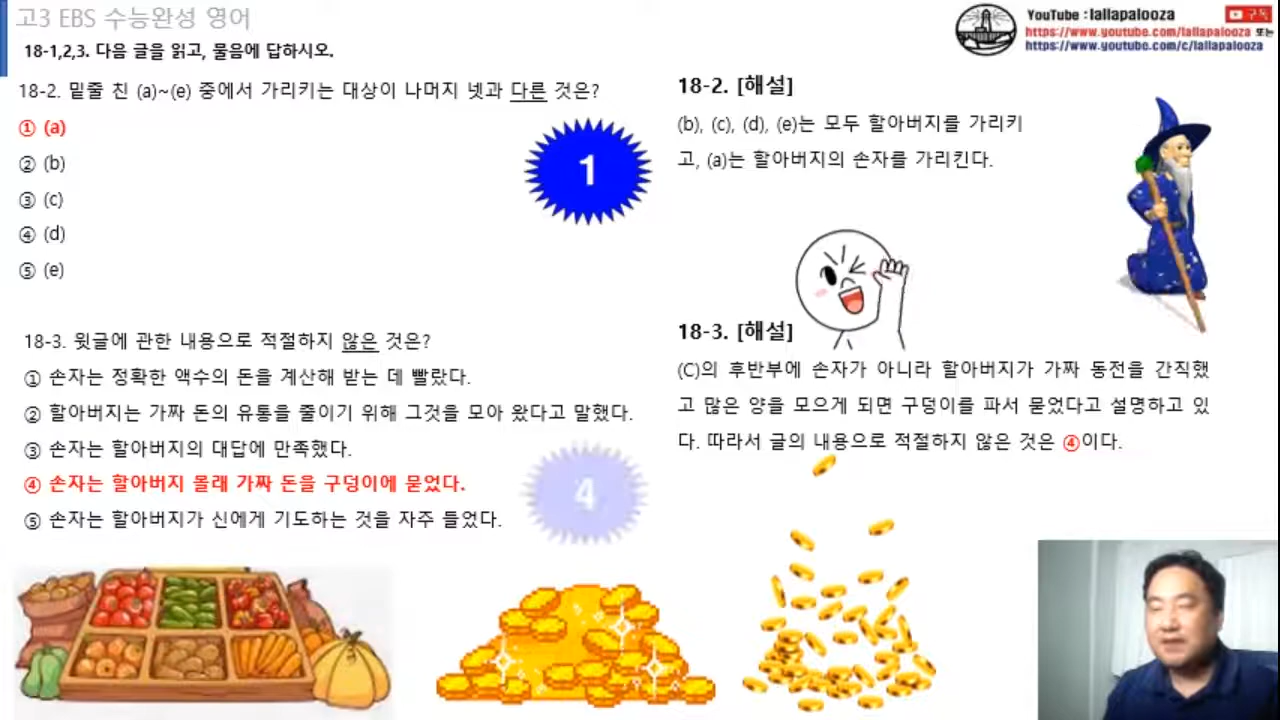 고3 EBS 수능완성 영어
18-1,2,3. 다음 글을 읽고, 물음에 답하시오.
YouTube : lallapalooza
구독
https://www.youtube.com/lallapalooza 또는
https://www.youtube.com/c/lallapalooza
18-2. 밑줄 친 (a)~(e) 중에서 가리키는 대상이 나머지 넷과 다른 것은?
① (a)
② (b)
③ (c)
④ (d)
⑤ (e)
1
18-2. [해설]
(b), (c), (d), (e)는 모두 할아버지를 가리키
고, (a)는 할아버지의 손자를 가리킨다.
18-3. 윗글에 관한 내용으로 적절하지 않은 것은?
① 손자는 정확한 액수의 돈을 계산해 받는 데 빨랐다.
② 할아버지는 가짜 돈의 유통을 줄이기 위해 그것을 모아 왔다고 말했다.
③ 손자는 할아버지의 대답에 만족했다.
④ 손자는 할아버지 몰래 가짜 돈을 구덩이에 묻었다.
⑤ 손자는 할아버지가 신에게 기도하는 것을 자주 들었다.
4
18-3. [해설]
(C)의 후반부에 손자가 아니라 할아버지가 가짜 동전을 간직했
고 많은 양을 모으게 되면 구덩이를 파서 묻었다고 설명하고 있
다. 따라서 글의 내용으로 적절하지 않은 것은 ④이다.